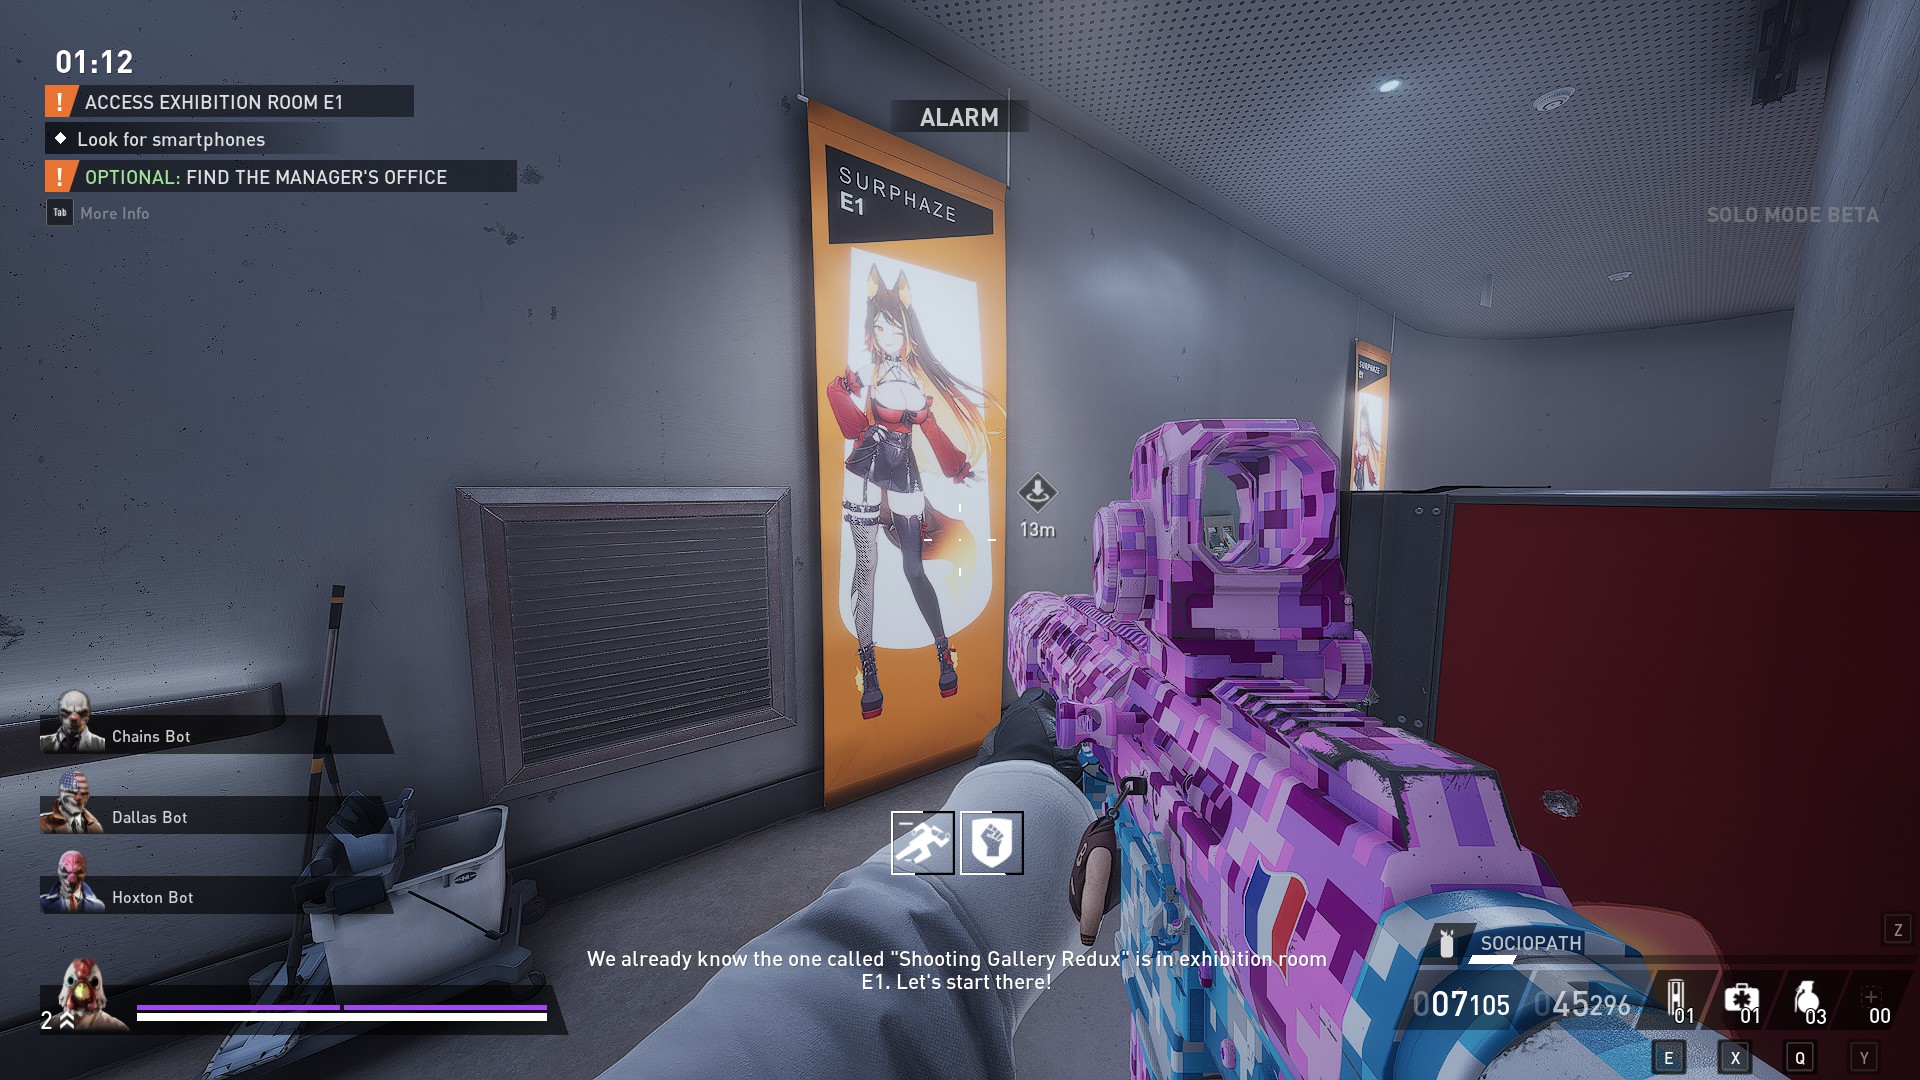 01:12
ACCESS EXHIBITION ROOM E1
Look for smartphones
OPTIONAL: FIND THE MANAGER'S OFFICE
Tab More Info
ALARM
SURPHAZE
E1
SOLO MODE BETA
SURPHAZE
E1
13m
Chains Bot
Dallas Bot
Hoxton Bot
2
We already know the one called "Shooting Gallery Redux" is in exhibition room
E1. Let's start there!
Z
SOCIOPATH
007105 045296
01 01 03 00
E X Q Y